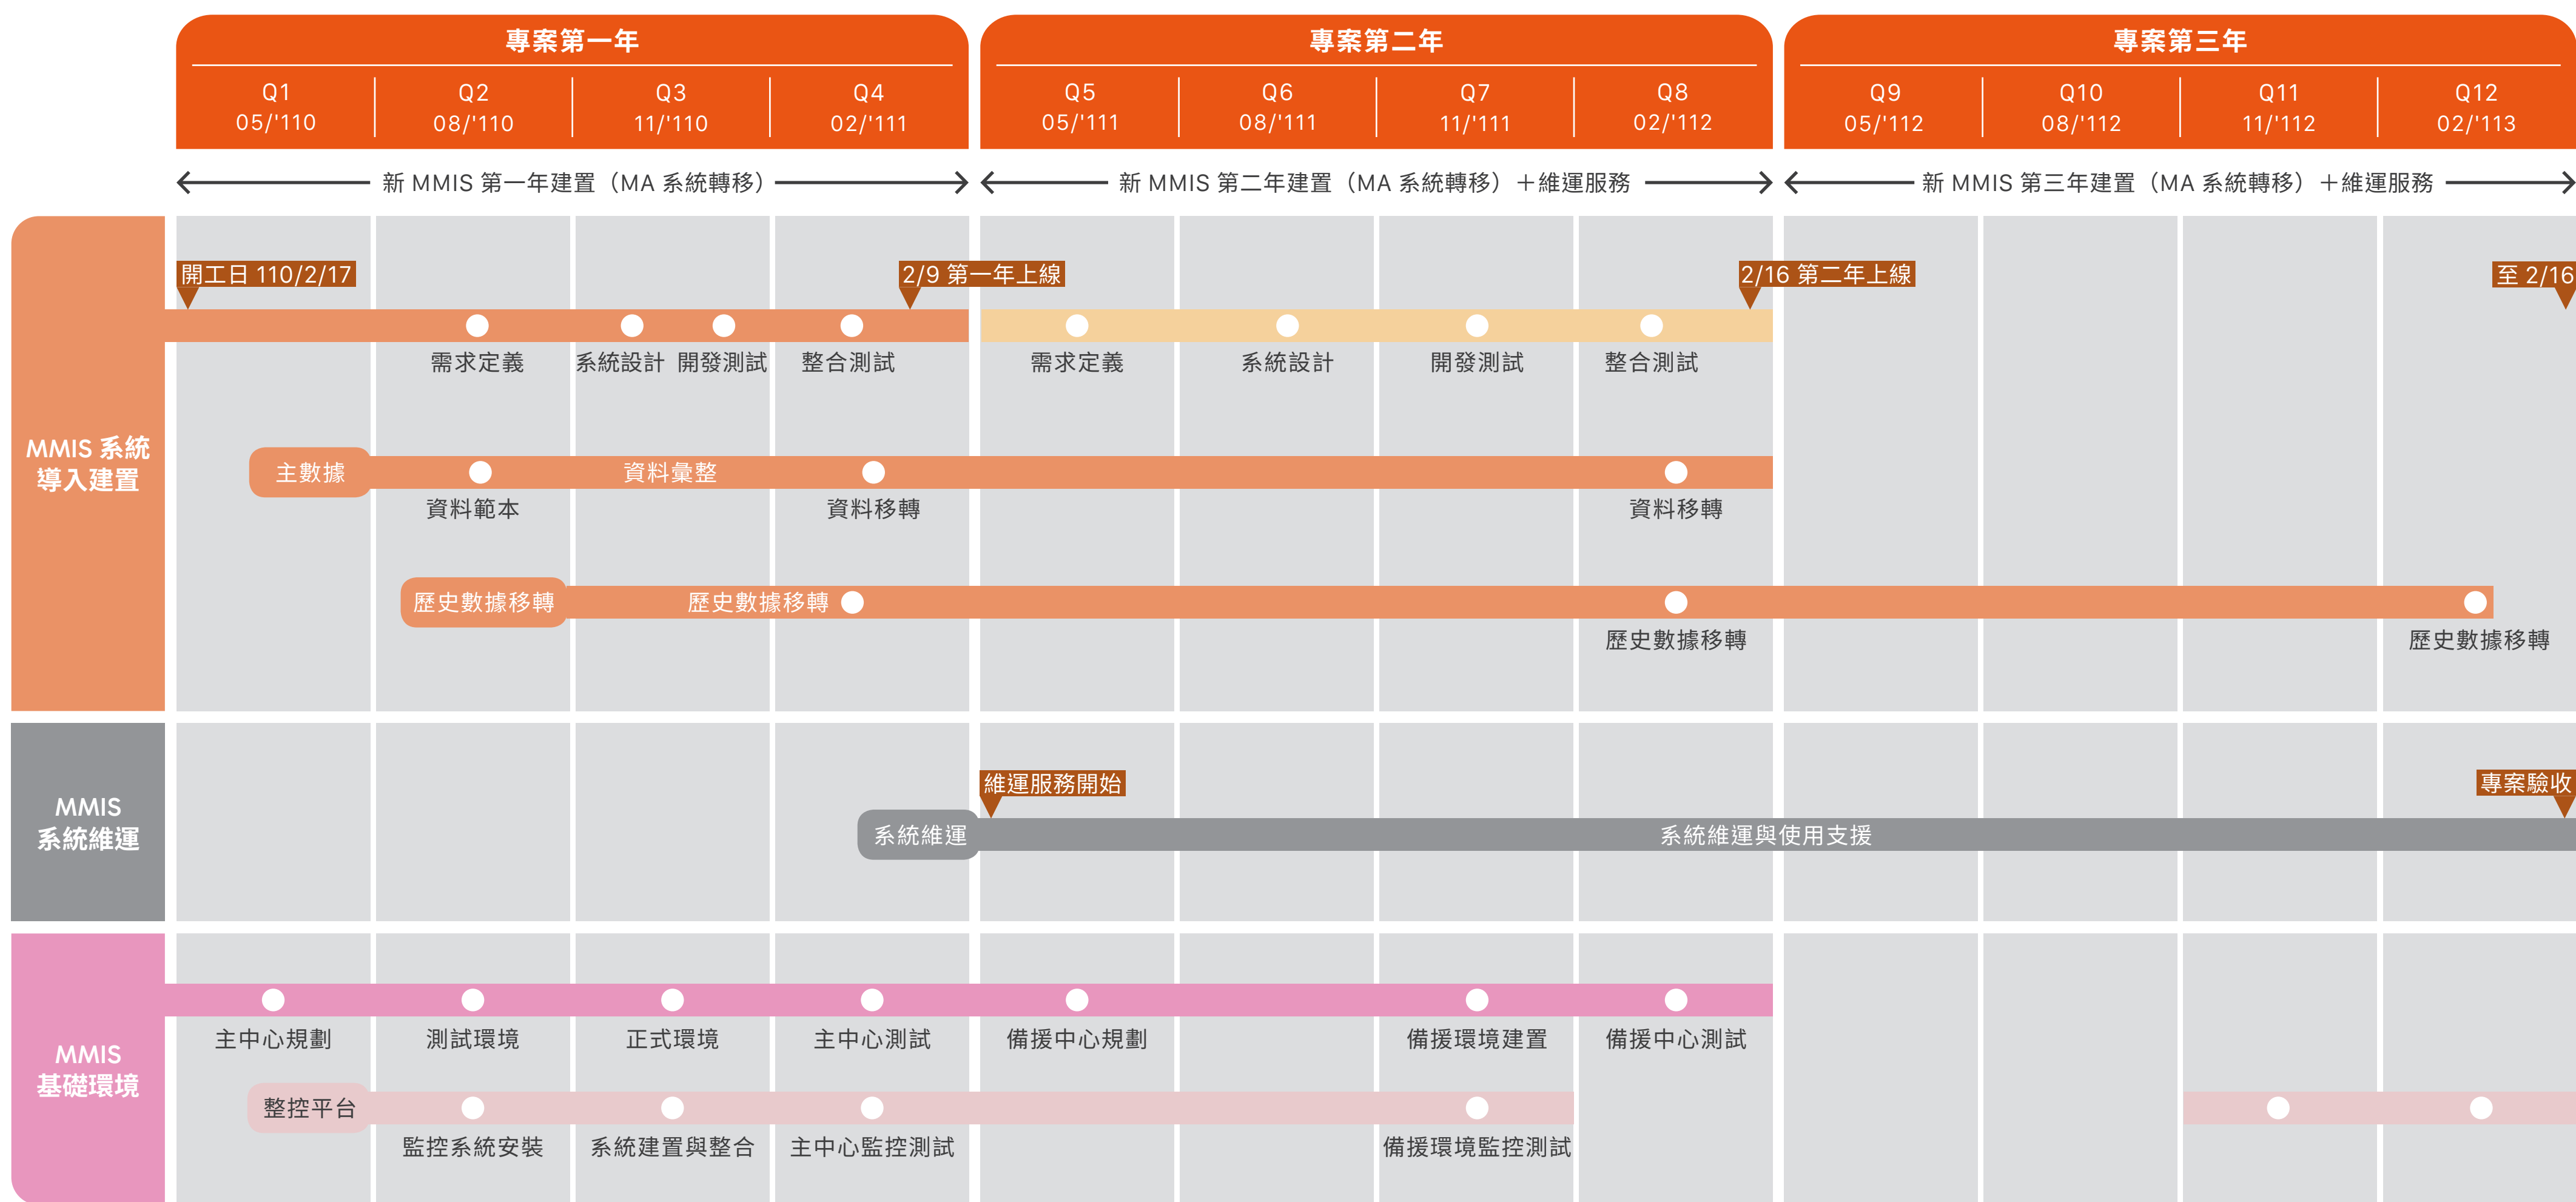 專案第一年
專案第二年
專案第三年
Q1
Q2
Q3
Q4
Q5
Q6
Q7
Q8
Q9
Q10
Q11
Q12
05/'110
08/'110
11/'110
02/'111
05/'111
08/'111
11/'111
02/'112
05/'112
08/'112
11/'112
02/'113
新 MMIS 第一年建置（MA 系統轉移）
新 MMIS 第二年建置（MA 系統轉移）＋維運服務
新 MMIS 第三年建置（MA 系統轉移）＋維運服務
MMIS 系統
導入建置
開工日 110/2/17
2/9 第一年上線
2/16 第二年上線
至 2/16
需求定義
系統設計
開發測試
整合測試
需求定義
系統設計
開發測試
整合測試
主數據
資料彙整
資料範本
資料移轉
資料移轉
歷史數據移轉
歷史數據移轉
歷史數據移轉
歷史數據移轉
MMIS
系統維運
維運服務開始
專案驗收
系統維運
系統維運與使用支援
MMIS
基礎環境
主中心規劃
測試環境
正式環境
主中心測試
備援中心規劃
備援環境建置
備援中心測試
整控平台
監控系統安裝
系統建置與整合
主中心監控測試
備援環境監控測試